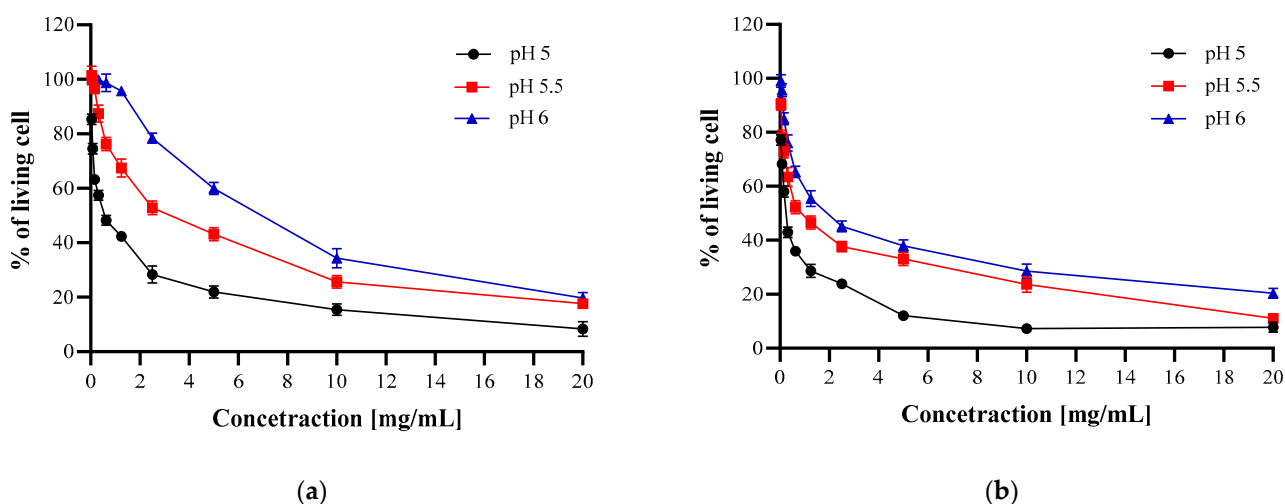 120
100
80
60
40
20
0
% of living cell
pH 5
pH 5.5
pH 6
0 2 4 6 8 10 12 14 16 18 20
Concetraction [mg/mL]
(a)
120
100
80
60
40
20
0
% of living cell
pH 5
pH 5.5
pH 6
0 2 4 6 8 10 12 14 16 18 20
Concetraction [mg/mL]
(b)